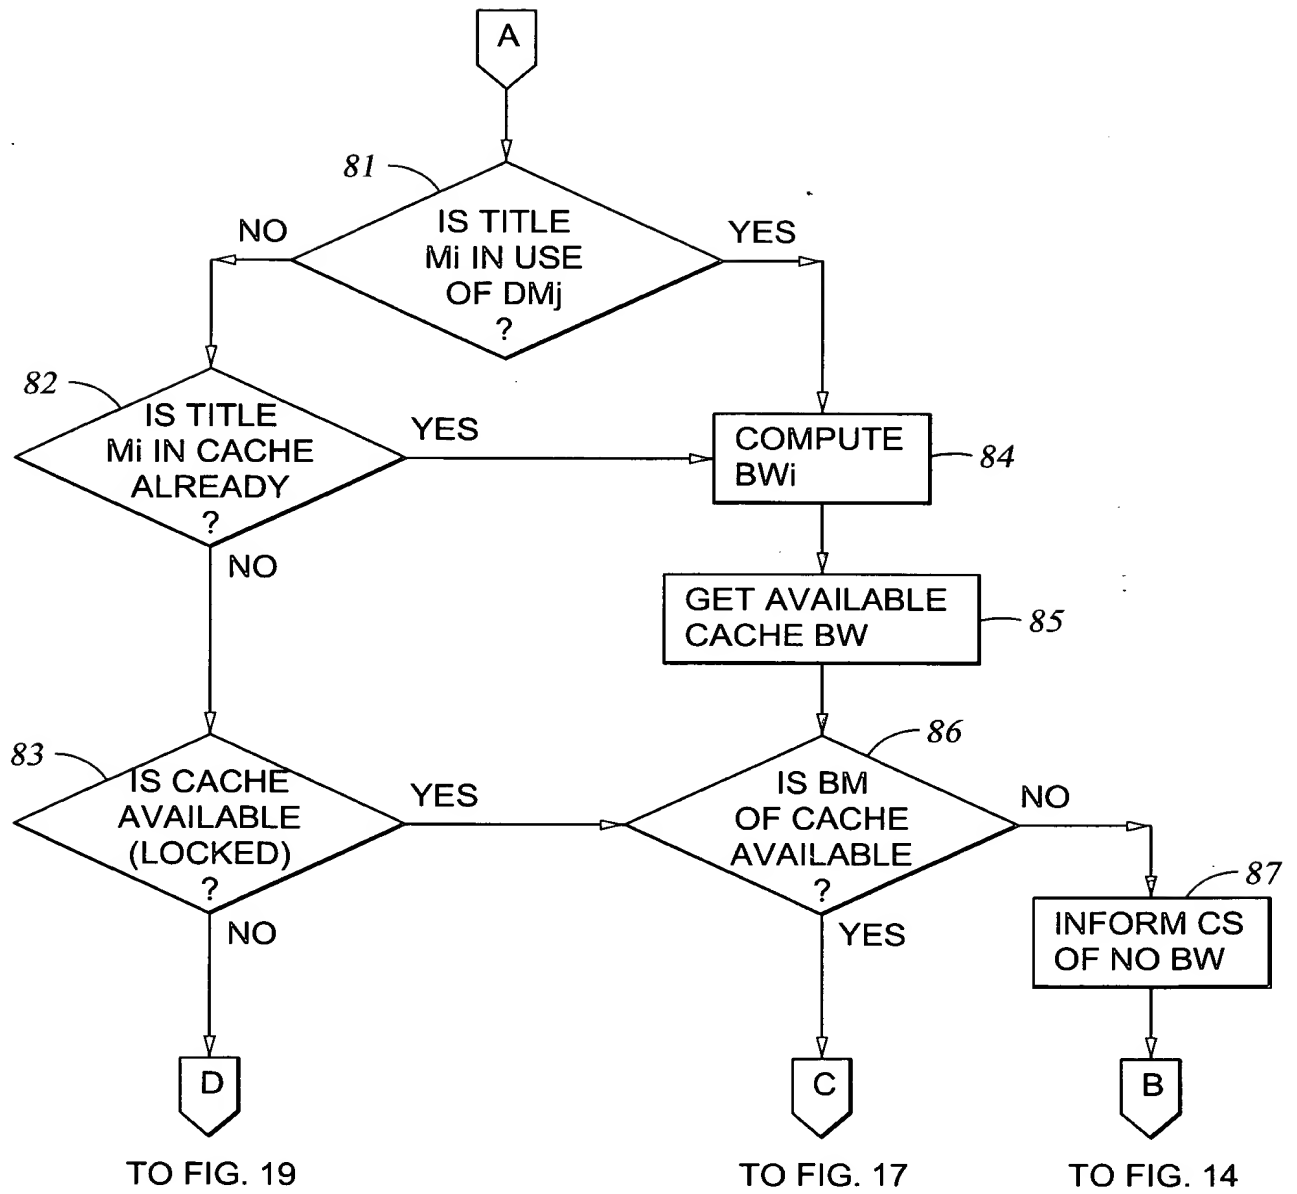 A
81
IS TITLE
Mi IN USE
OF DMj
?
NO
YES
82
IS TITLE
Mi IN CACHE
ALREADY
?
YES
NO
COMPUTE
BWi
84
GET AVAILABLE
CACHE BW
85
83
IS CACHE
AVAILABLE
(LOCKED)
?
YES
NO
86
IS BM
OF CACHE
AVAILABLE
?
NO
YES
87
INFORM CS
OF NO BW
D
C
B
TO FIG. 19
TO FIG. 17
TO FIG. 14